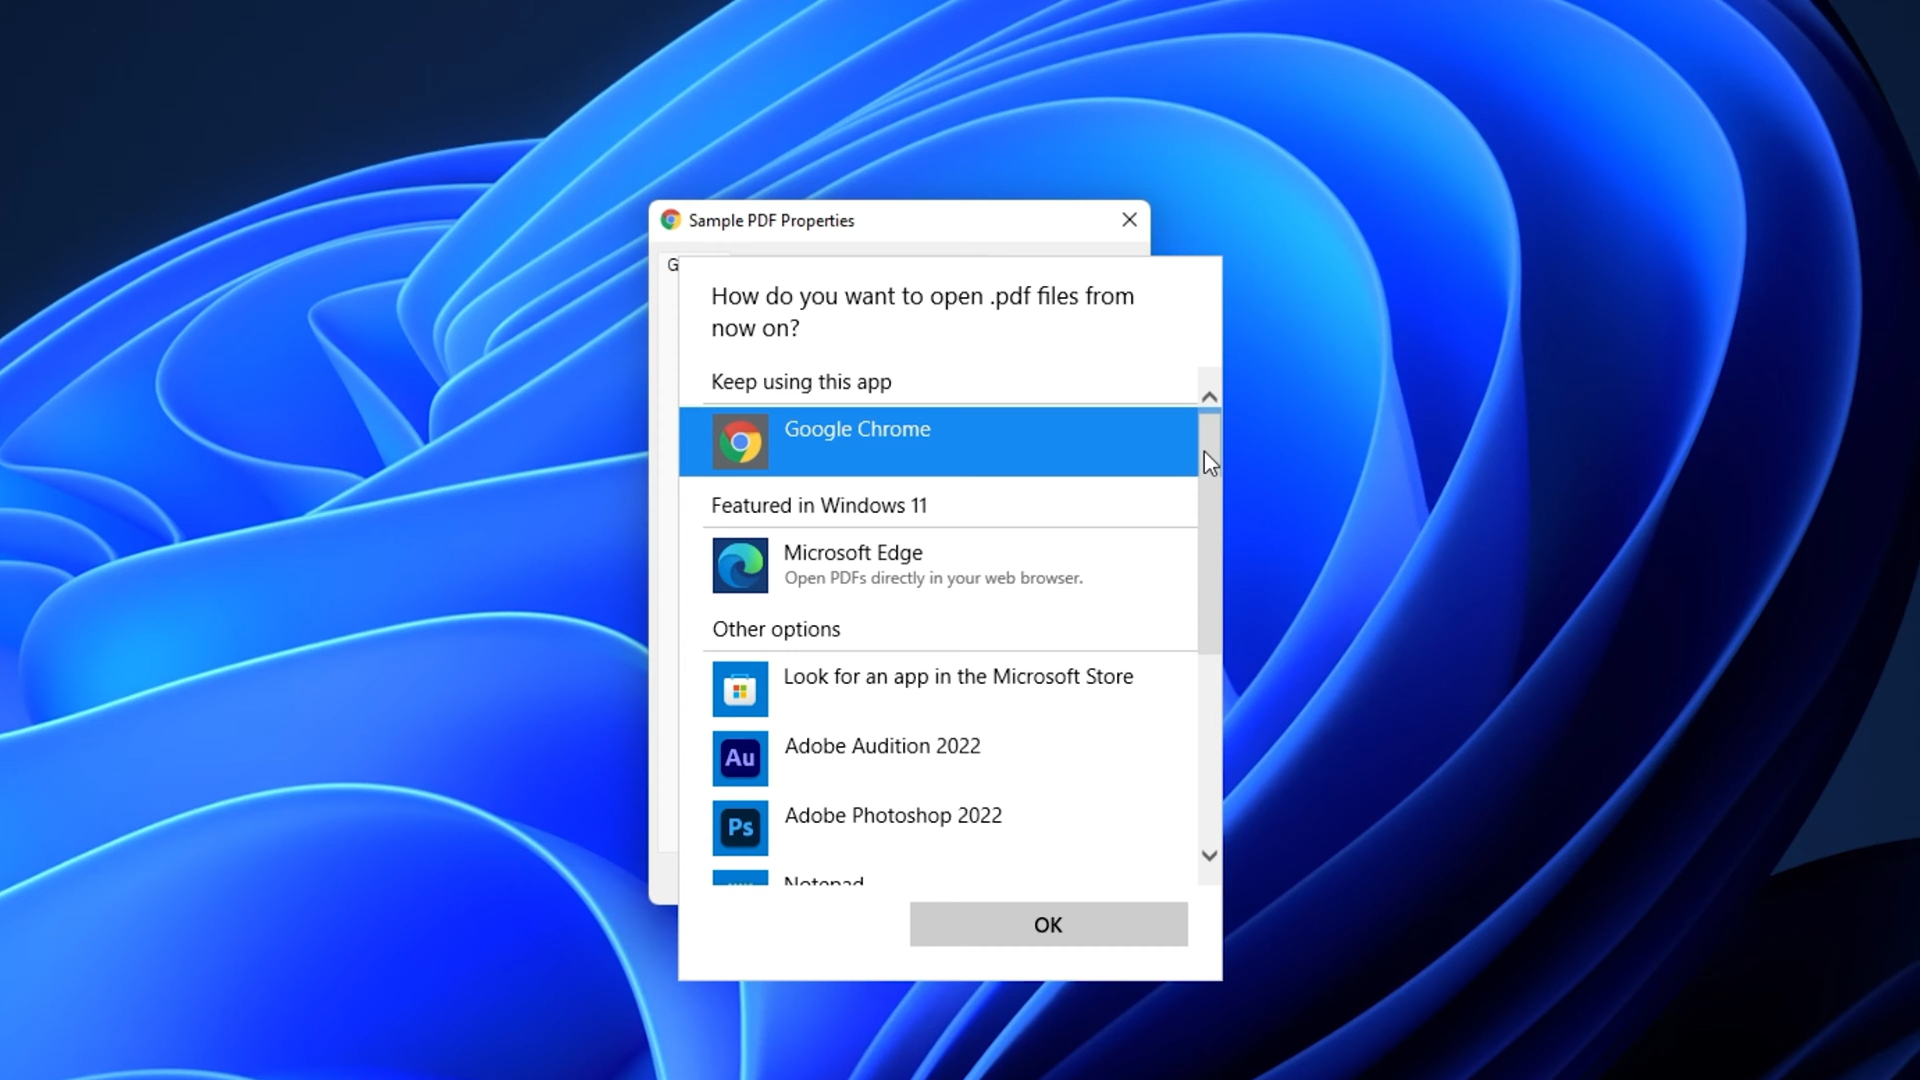 Sample PDF Properties
G
How do you want to open .pdf files from
now on?
Keep using this app
Google Chrome
Featured in Windows 11
Microsoft Edge
Open PDFs directly in your web browser.
Other options
Look for an app in the Microsoft Store
Au
Adobe Audition 2022
Ps
Adobe Photoshop 2022
Notepad
OK